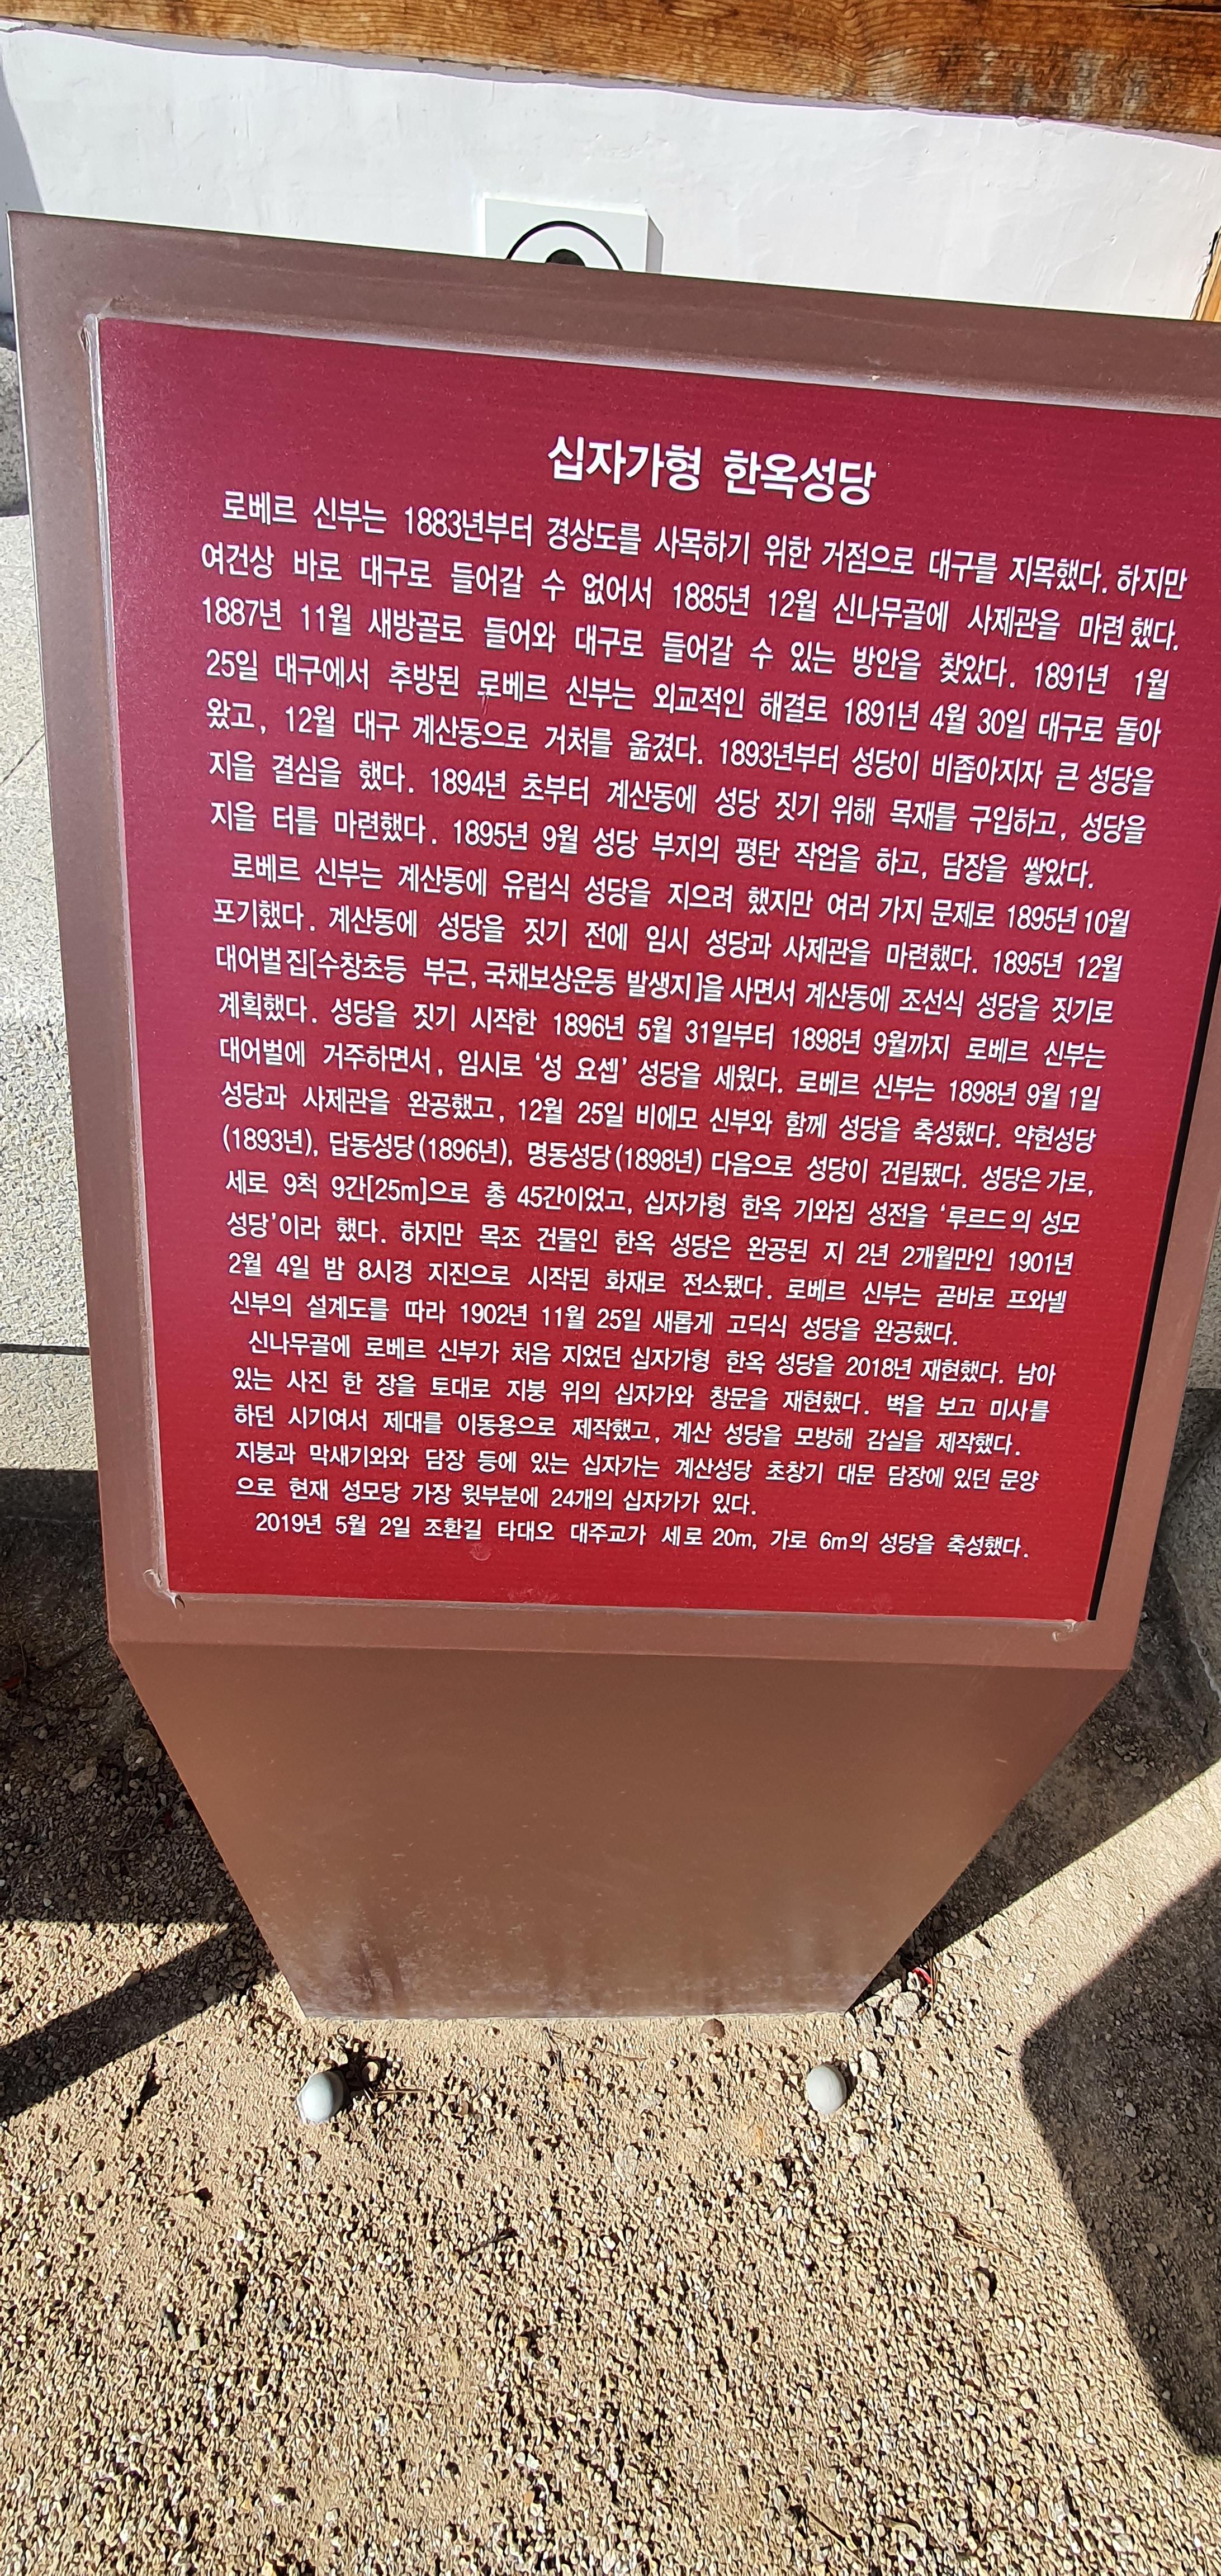 십자가형 한옥성당
로베르 신부는 1883년부터 경상도를 사목하기 위한 거점으로 대구를 지목했다. 하지만
여건상 바로 대구로 들어갈 수 없어서 1885년 12월 신나무골에 사제관을 마련했다.
1887년 11월 새방골로 들어와 대구로 들어갈 수 있는 방안을 찾았다. 1891년 1월
25일 대구에서 추방된 로베르 신부는 외교적인 해결로 1891년 4월 30일 대구로 돌아
왔고, 12월 대구 계산동으로 거처를 옮겼다. 1893년부터 성당이 비좁아지자 큰 성당을
지을 결심을 했다. 1894년 초부터 계산동에 성당 짓기 위해 목재를 구입하고, 성당을
지을 터를 마련했다. 1895년 9월 성당 부지의 평탄 작업을 하고, 담장을 쌓았다.
로베르 신부는 계산동에 유럽식 성당을 지으려 했지만 여러 가지 문제로 1895년 10월
포기했다. 계산동에 성당을 짓기 전에 임시 성당과 사제관을 마련했다. 1895년 12월
대어벌 집[수창초등 부근, 국채보상운동 발생지]을 사면서 계산동에 조선식 성당을 짓기로
계획했다. 성당을 짓기 시작한 1896년 5월 31일부터 1898년 9월까지 로베르 신부는
대어벌에 거주하면서, 임시로 ‘성 요셉’ 성당을 세웠다. 로베르 신부는 1898년 9월 1일
성당과 사제관을 완공했고, 12월 25일 비에모 신부와 함께 성당을 축성했다. 약현성당
(1893년), 답동성당(1896년), 명동성당(1898년) 다음으로 성당이 건립됐다. 성당은 가로,
세로 9척 9간[25m]으로 총 45간이었고, 십자가형 한옥 기와집 성전을 ‘루르드의 성모
성당’이라 했다. 하지만 목조 건물인 한옥 성당은 완공된 지 2년 2개월만인 1901년
2월 4일 밤 8시경 지진으로 시작된 화재로 전소됐다. 로베르 신부는 곧바로 프와넬
신부의 설계도를 따라 1902년 11월 25일 새롭게 고딕식 성당을 완공했다.
신나무골에 로베르 신부가 처음 지었던 십자가형 한옥 성당을 2018년 재현했다. 남아
있는 사진 한 장을 토대로 지붕 위의 십자가와 창문을 재현했다. 벽을 보고 미사를
하던 시기여서 제대를 이동용으로 제작했고, 계산 성당을 모방해 감실을 제작했다.
지붕과 막새기와와 담장 등에 있는 십자가는 계산성당 초창기 대문 담장에 있던 문양
으로 현재 성모당 가장 윗부분에 24개의 십자가가 있다.
2019년 5월 2일 조환길 타대오 대주교가 세로 20m, 가로 6m의 성당을 축성했다.